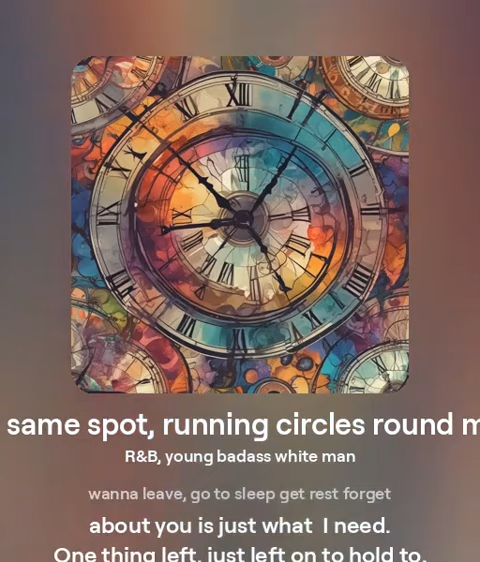 XII
same spot, running circles round m
R&B, young badass white man
wanna leave, go to sleep get rest forget
about you is just what I need.
One thing left, just left on to hold to.